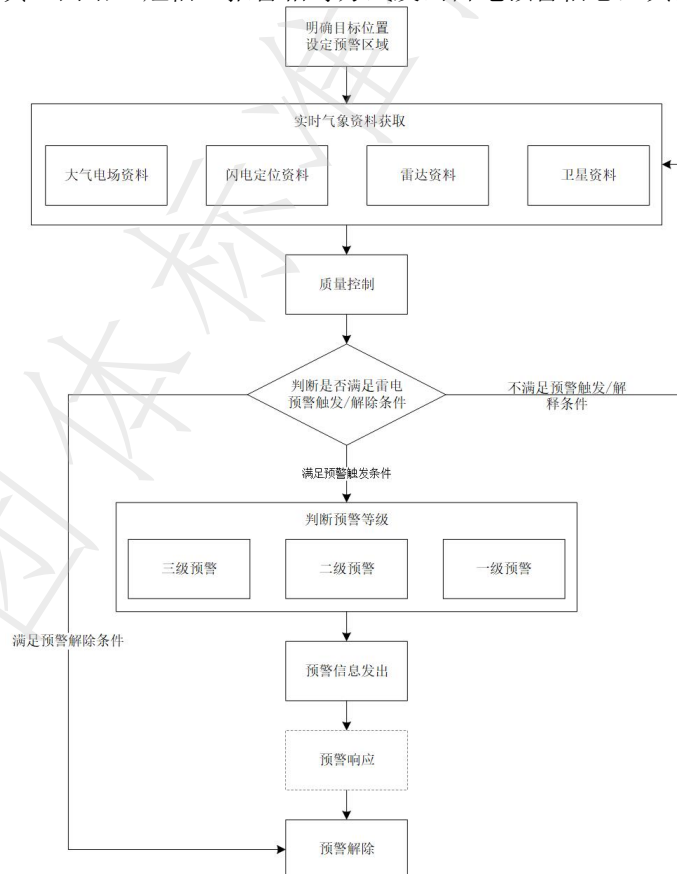 明确目标位置
设定预警区域
实时气象资料获取
大气电场资料
闪电定位资料
雷达资料
卫星资料
质量控制
判断是否满足雷电
预警触发/解除条件
不满足预警触发/解
释条件
满足预警触发条件
判断预警等级
三级预警
二级预警
一级预警
满足预警解除条件
预警信息发出
预警响应
预警解除
团体标准